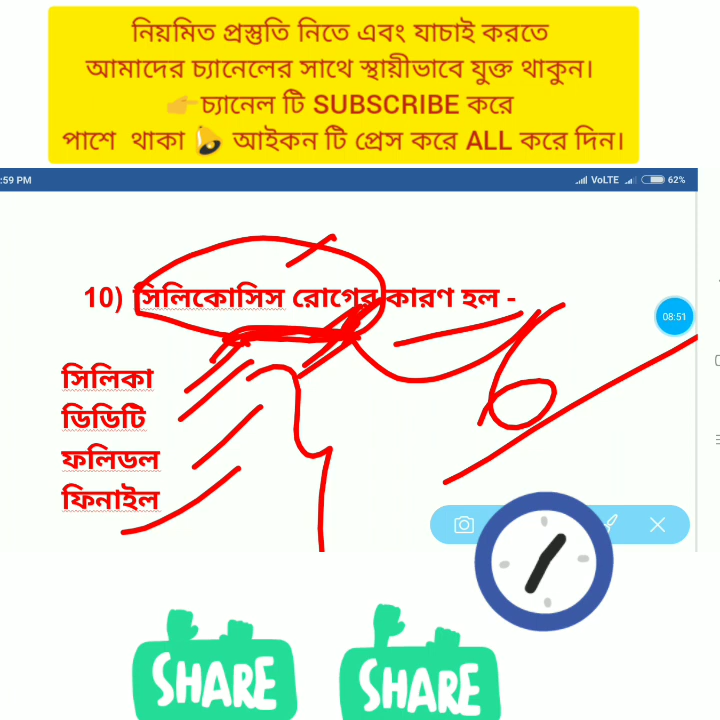 নিয়মিত প্রস্তুতি নিতে এবং যাচাই করতে
আমাদের চ্যানেলের সাথে স্থায়ীভাবে যুক্ত থাকুন।
👉চ্যানেল টি SUBSCRIBE করে
পাশে থাকা 🔔 আইকন টি প্রেস করে ALL করে দিন।
:59 PM VoLTE 62%
10) সিলিকোসিস রোগের কারণ হল -
08:51
সিলিকা
ডিডিটি
ফলিডল
ফিনাইল
SHARE SHARE